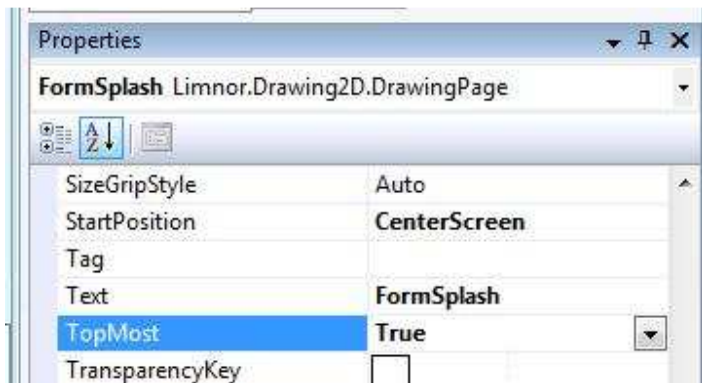 Properties
FormSplash Limnor.Drawing2D.DrawingPage
A Z
SizeGripStyle Auto
StartPosition CenterScreen
Tag
Text FormSplash
TopMost True
TransparencyKey